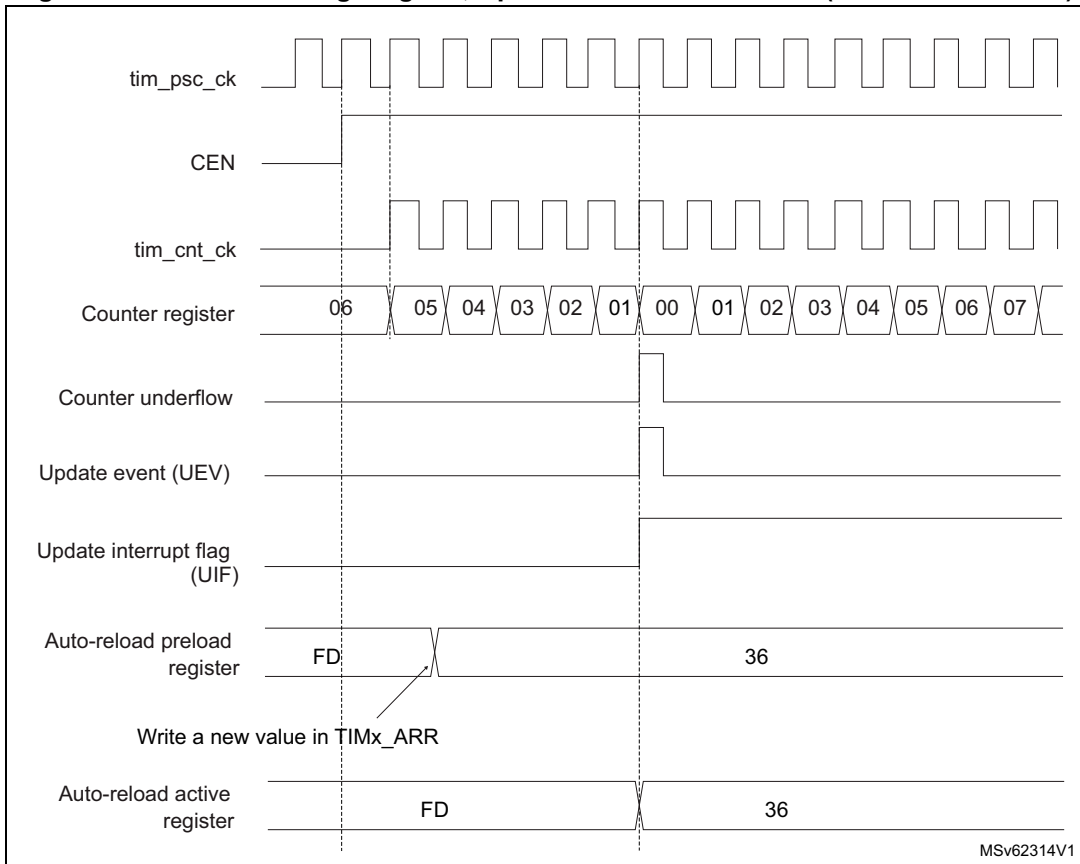 tim_psc_ck
CEN
tim_cnt_ck
Counter register
06 05 04 03 02 01 00 01 02 03 04 05 06 07
Counter underflow
Update event (UEV)
Update interrupt flag
(UIF)
Auto-reload preload
register
FD 36
Write a new value in TIMx_ARR
Auto-reload active
register
FD 36
MSv62314V1